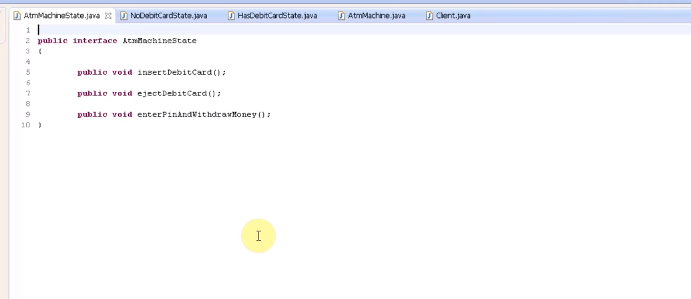 AtmMachineState.java NoDebitCardState.java HasDebitCardState.java AtmMachine.java Client.java
1
2 public interface AtmMachineState
3 {
4
5 public void insertDebitCard();
6
7 public void ejectDebitCard();
8
9 public void enterPinAndWithdrawMoney();
10 }